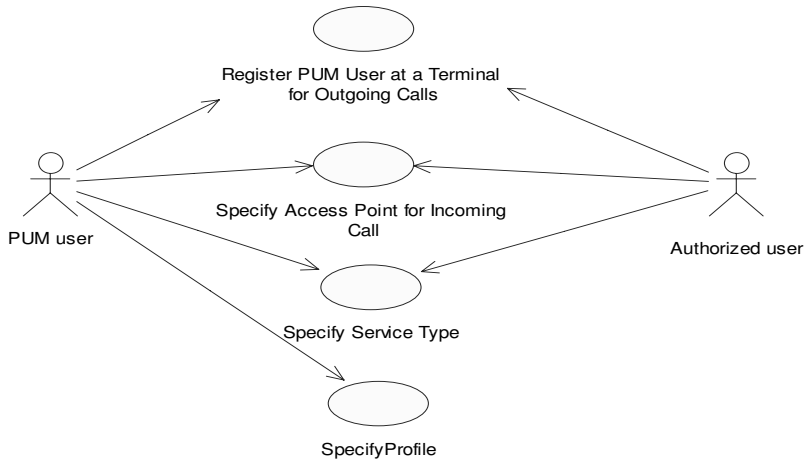 Register PUM User at a Terminal
for Outgoing Calls
Specify Access Point for Incoming
Call
PUM user
Authorized user
Specify Service Type
SpecifyProfile